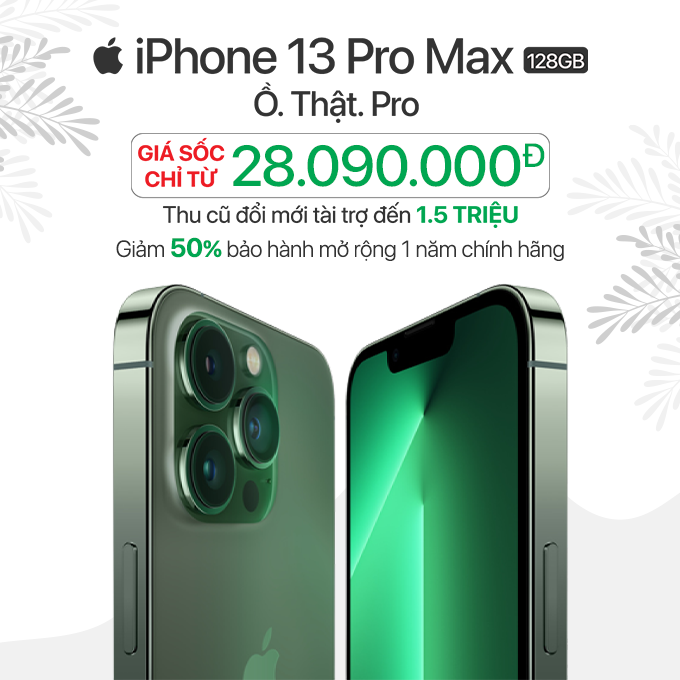 iPhone 13 Pro Max 128GB
Ồ. Thật. Pro
GIÁ SỐC
CHỈ TỪ 28.090.000Đ
Thu cũ đổi mới tài trợ đến 1.5 TRIỆU
Giảm 50% bảo hành mở rộng 1 năm chính hãng